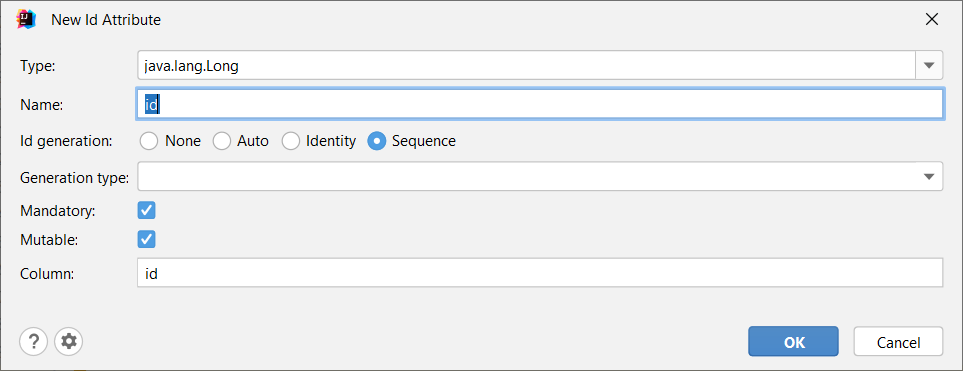 New Id Attribute
Type: java.lang.Long
Name: id
Id generation: None Auto Identity Sequence
Generation type:
Mandatory:
Mutable:
Column: id
? OK Cancel